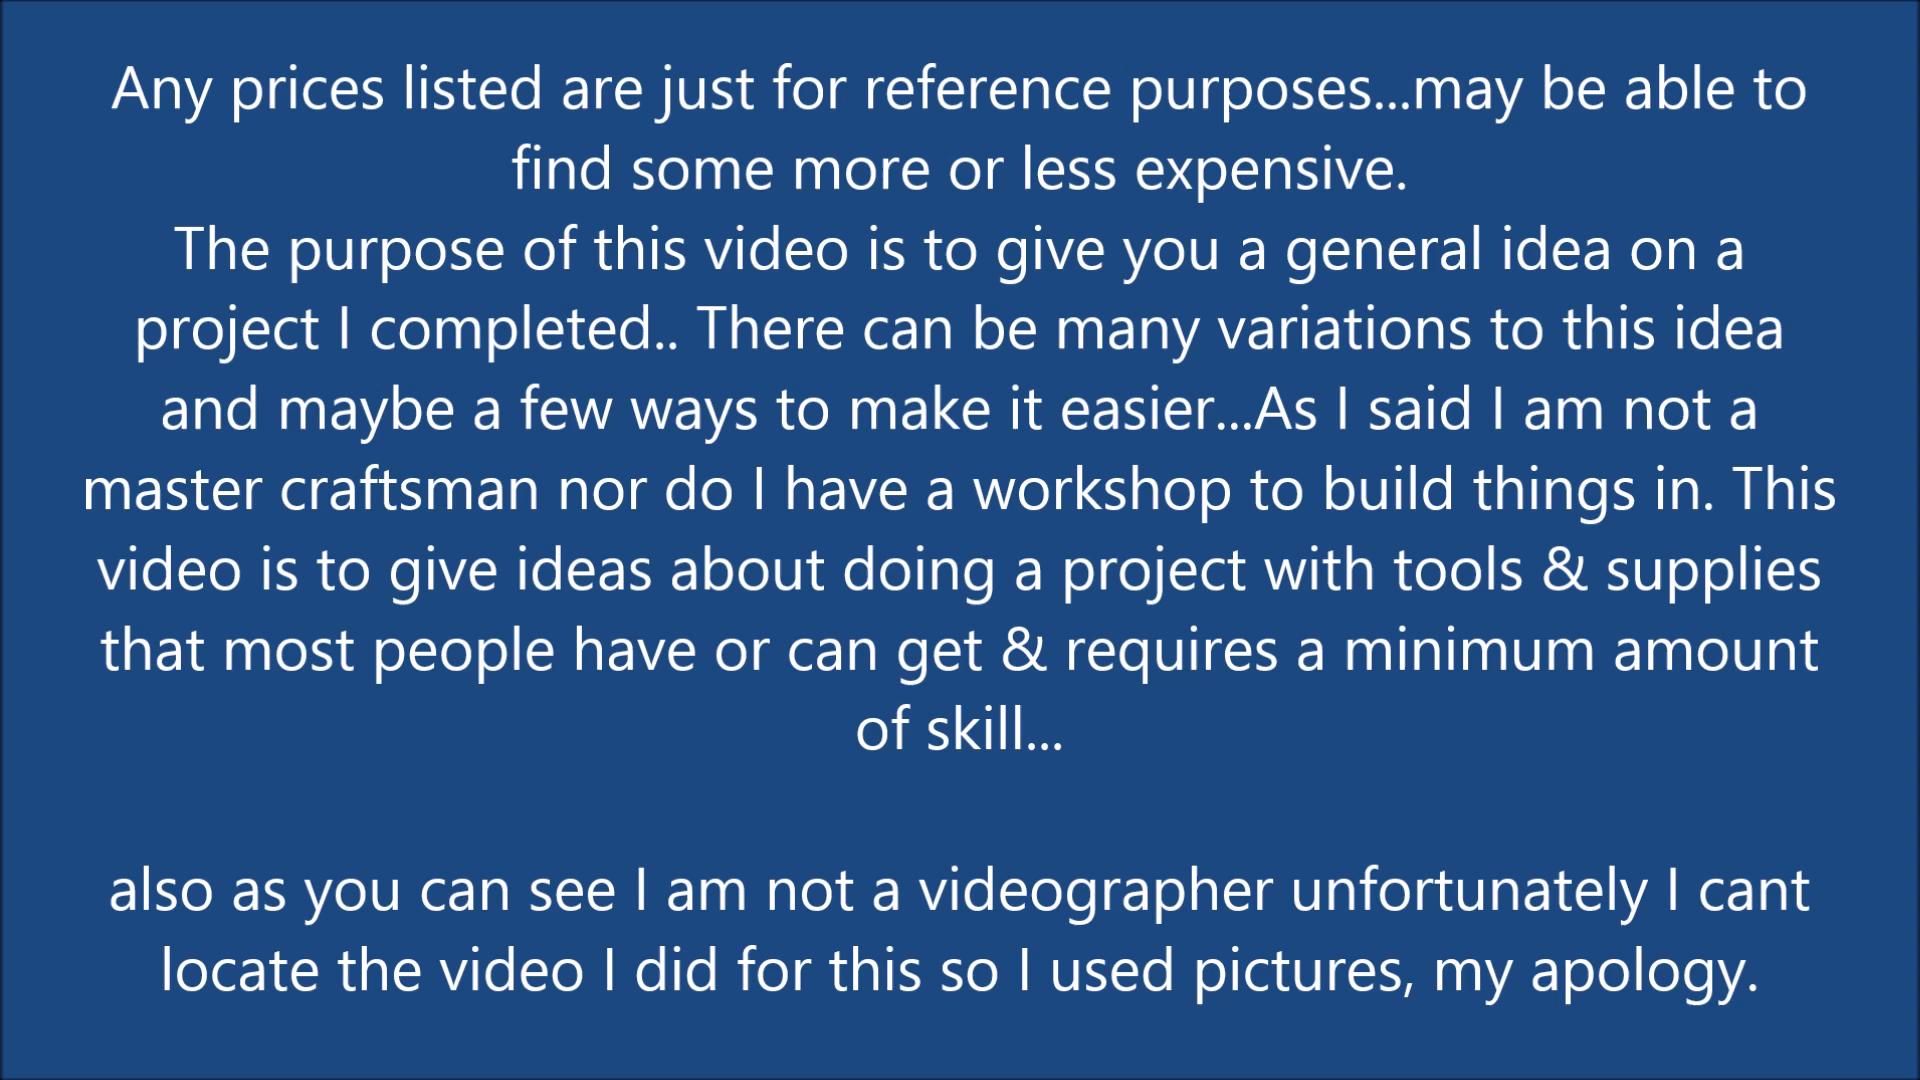 Any prices listed are just for reference purposes...may be able to
find some more or less expensive.
The purpose of this video is to give you a general idea on a
project I completed.. There can be many variations to this idea
and maybe a few ways to make it easier...As I said I am not a
master craftsman nor do I have a workshop to build things in. This
video is to give ideas about doing a project with tools & supplies
that most people have or can get & requires a minimum amount
of skill...
also as you can see I am not a videographer unfortunately I cant
locate the video I did for this so I used pictures, my apology.